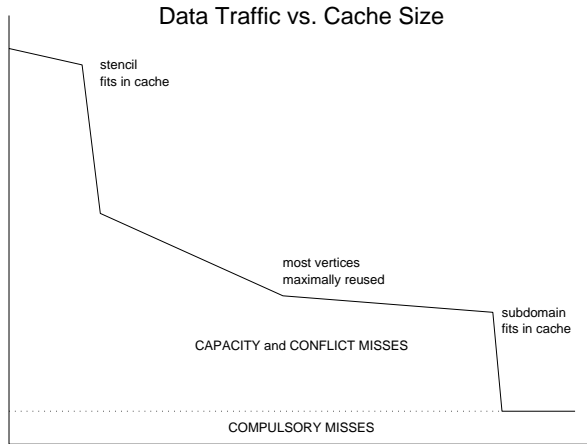 Data Traffic vs. Cache Size
stencil
fits in cache
most vertices
maximally reused
subdomain
fits in cache
CAPACITY and CONFLICT MISSES
COMPULSORY MISSES